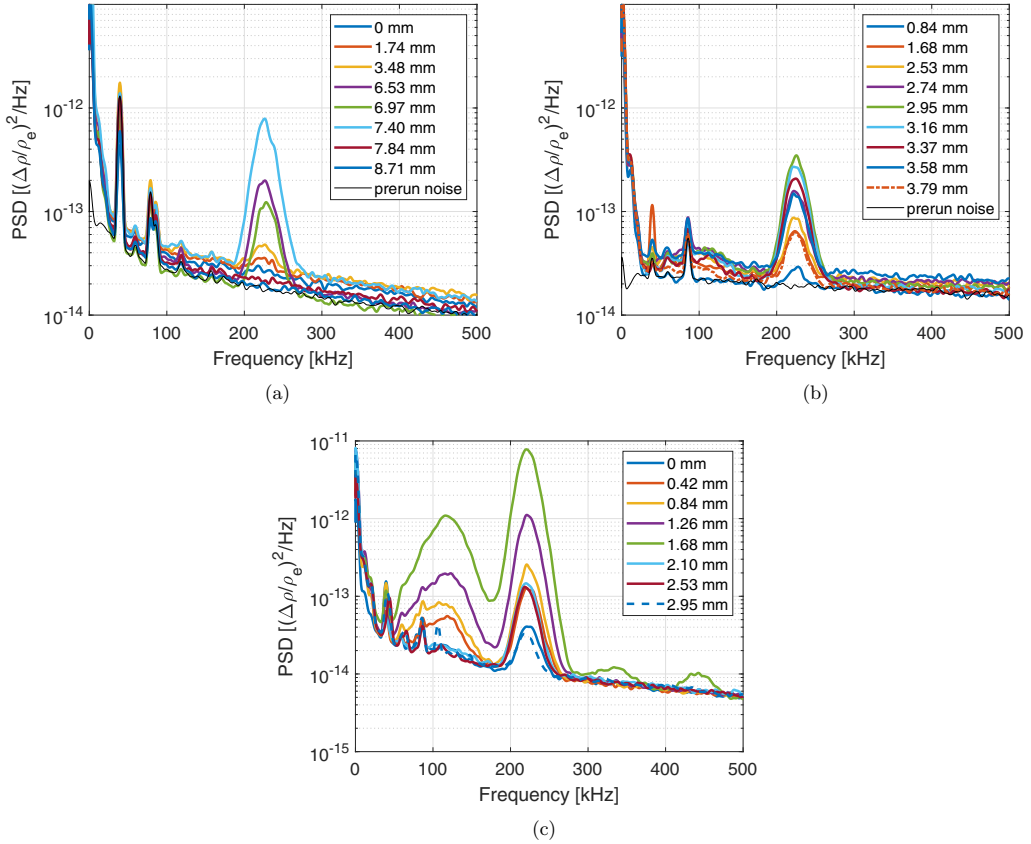 PSD [(Δρ/ρe)²/Hz]
10^-12
10^-13
10^-14
0 100 200 300 400 500
Frequency [kHz]
0 mm
1.74 mm
3.48 mm
6.53 mm
6.97 mm
7.40 mm
7.84 mm
8.71 mm
prerun noise
(a)
PSD [(Δρ/ρe)²/Hz]
10^-12
10^-13
10^-14
0 100 200 300 400 500
Frequency [kHz]
0.84 mm
1.68 mm
2.53 mm
2.74 mm
2.95 mm
3.16 mm
3.37 mm
3.58 mm
3.79 mm
prerun noise
(b)
PSD [(Δρ/ρe)²/Hz]
10^-11
10^-12
10^-13
10^-14
10^-15
0 100 200 300 400 500
Frequency [kHz]
0 mm
0.42 mm
0.84 mm
1.26 mm
1.68 mm
2.10 mm
2.53 mm
2.95 mm
(c)